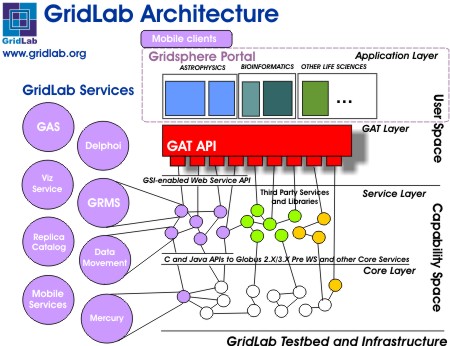 GridLab Architecture
GridLab
www.gridlab.org
Mobile clients
Gridsphere Portal
Application Layer
ASTROPHYSICS
BIOINFORMATICS
OTHER LIFE SCIENCES
...
GridLab Services
User Space
GAT Layer
GAT API
GAS
Delphoi
GSI-enabled Web Service API
Viz
Service
GRMS
Third Party Services
and Libraries
Service Layer
Capability Space
Replica
Catalog
Data
Movement
C and Java APIs to Globus 2.X/3.X Pre WS and other Core Services
Core Layer
Mobile
Services
Mercury
GridLab Testbed and Infrastructure